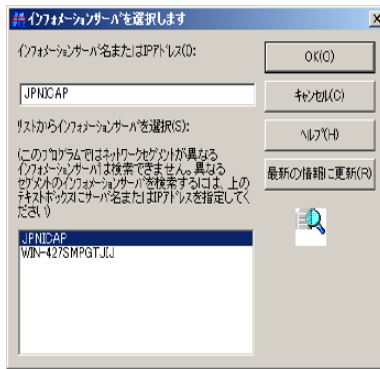 インフォメーションサーバを選択します
インフォメーションサーバ名またはIPアドレス(I):
OK(O)
JPNICAP
キャンセル(C)
リストからインフォメーションサーバを選択(S):
ヘルプ(H)
(このプログラムではネットワークセグメントが異なる
インフォメーションサーバは検索できません。異なる
セグメントのインフォメーションサーバを検索するには、上の
テキストボックスにサーバ名またはIPアドレスを指定してく
ださい)
最新の情報に更新(R)
JPNICAP
WIN-427SMPGTJIJ